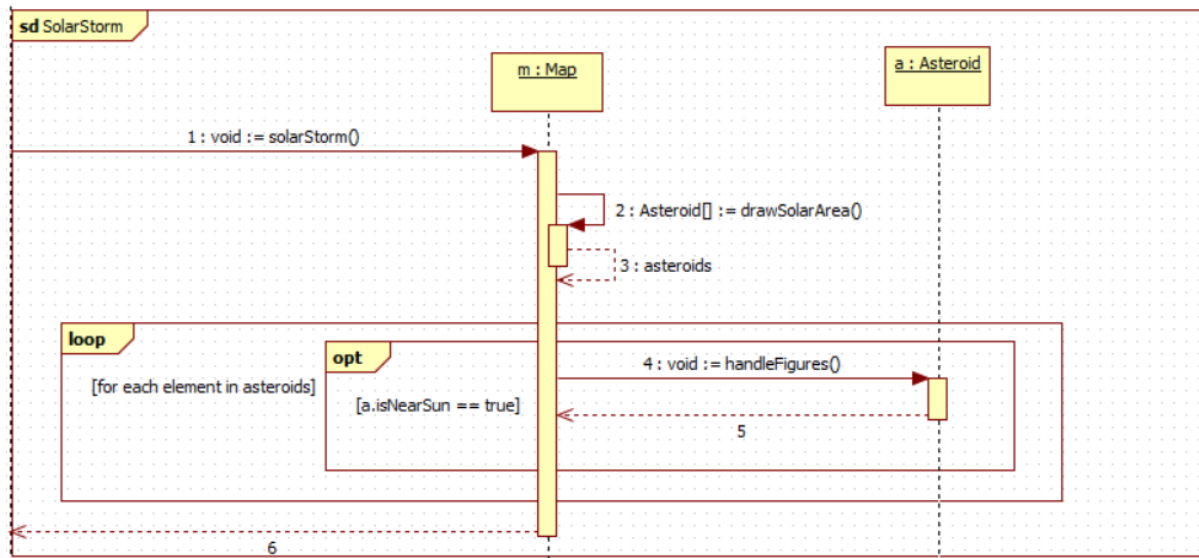 sd SolarStorm
m : Map
a : Asteroid
1 : void := solarStorm()
2 : Asteroid[] := drawSolarArea()
3 : asteroids
loop
opt
4 : void := handleFigures()
[for each element in asteroids]
[a.isNearSun == true]
5
6